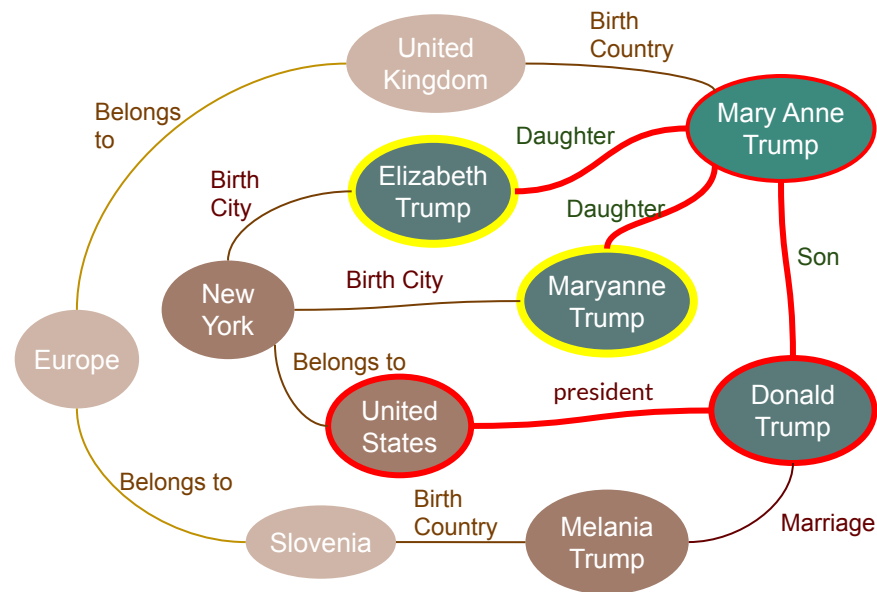 United
Kingdom
Birth
Country
Mary Anne
Trump
Belongs
to
Daughter
Elizabeth
Trump
Birth
City
Daughter
Son
New
York
Birth City
Maryanne
Trump
Europe
Belongs to
president
Donald
Trump
United
States
Belongs to
Birth
Country
Slovenia
Melania
Trump
Marriage